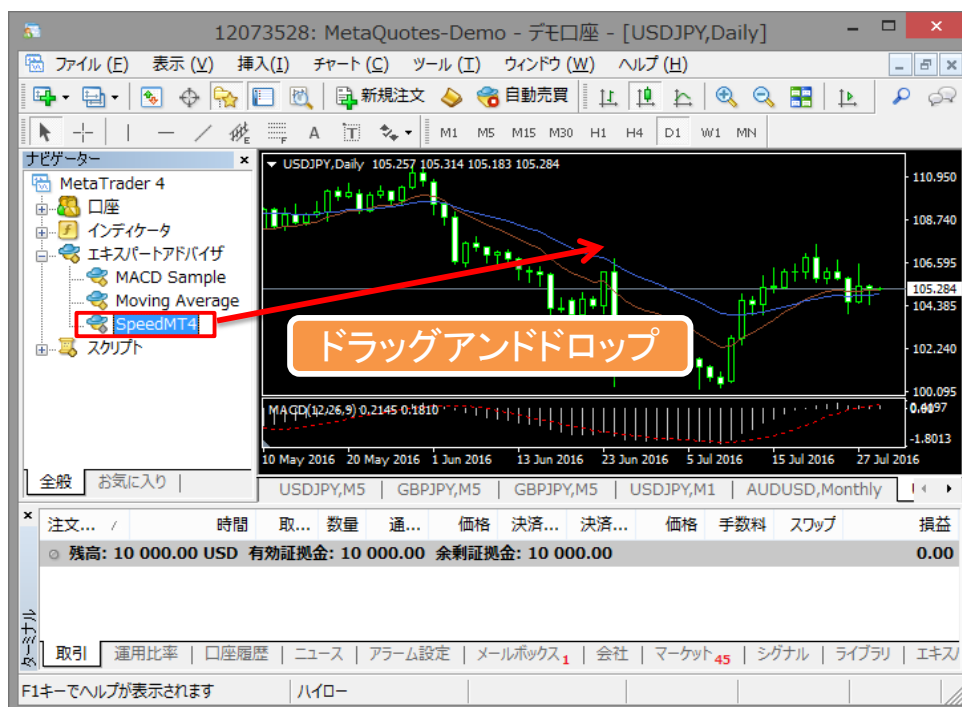 12073528: MetaQuotes-Demo - デモ口座 - [USDJPY,Daily]
ファイル (F) 表示 (V) 挿入(I) チャート (C) ツール (T) ウィンドウ (W) ヘルプ (H)
新規注文 自動売買
E F A T M1 M5 M15 M30 H1 H4 D1 W1 MN
ナビゲーター
MetaTrader 4
口座
インディケータ
エキスパートアドバイザ
MACD Sample
Moving Average
SpeedMT4
スクリプト
全般 お気に入り
USDJPY,Daily 105.257 105.314 105.183 105.284
110.950
108.740
106.595
105.284
104.385
102.240
100.095
ドラッグアンドドロップ
MACD(12,26,9) 0.2145 0.1810
-1.8013
10 May 2016 20 May 2016 1 Jun 2016 13 Jun 2016 23 Jun 2016 5 Jul 2016 15 Jul 2016 27 Jul 2016
USDJPY,M5 GBPJPY,M5 GBPJPY,M5 USDJPY,M1 AUDUSD,Monthly
注文... 時間 取... 数量 通... 価格 決済... 決済... 価格 手数料 スワップ 損益
残高: 10 000.00 USD 有効証拠金: 10 000.00 余剰証拠金: 10 000.00 0.00
ターミナル
取引 運用比率 口座履歴 ニュース アラーム設定 メールボックス 1 会社 マーケット 45 シグナル ライブラリ エキス
F1キーでヘルプが表示されます ハイロー